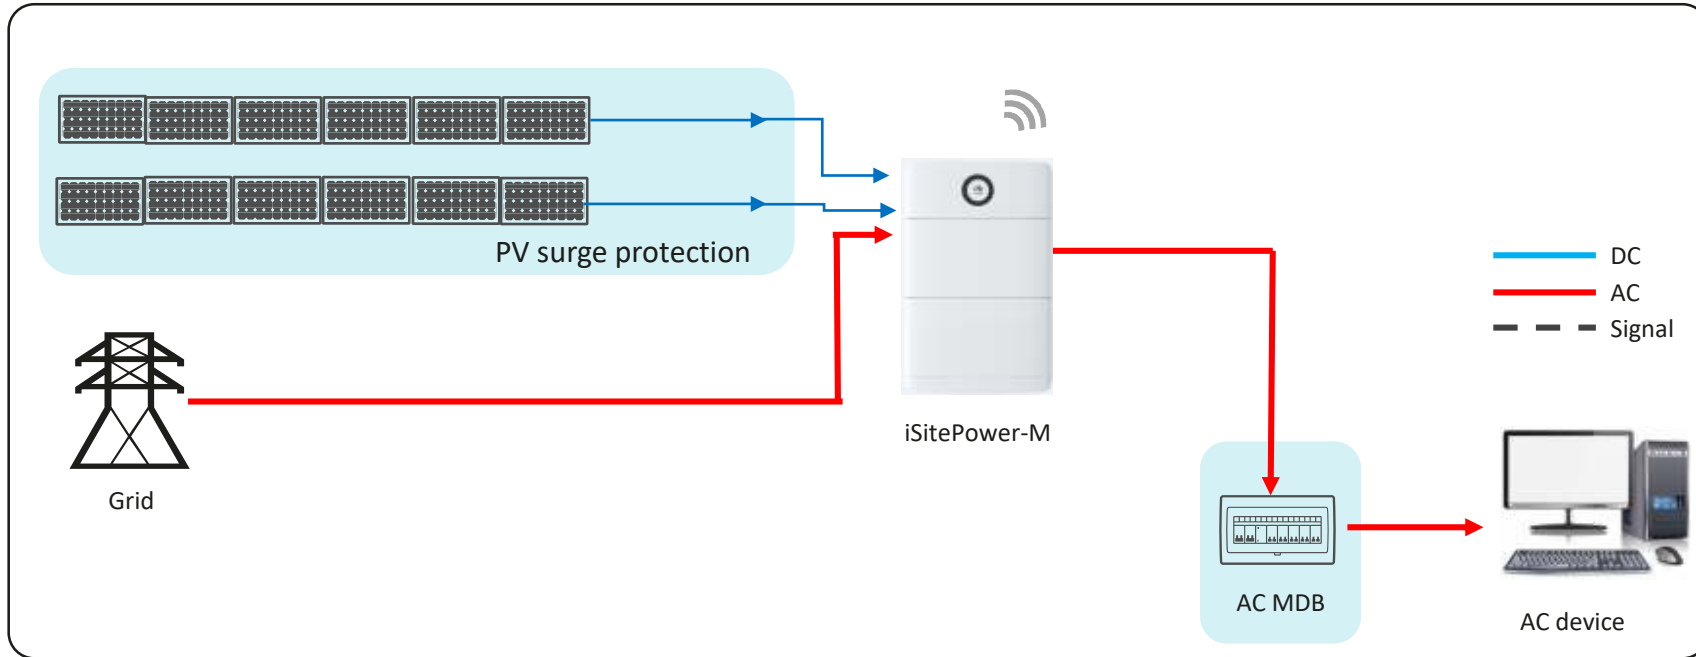 PV surge protection
DC
AC
Signal
iSitePower-M
Grid
AC MDB
AC device